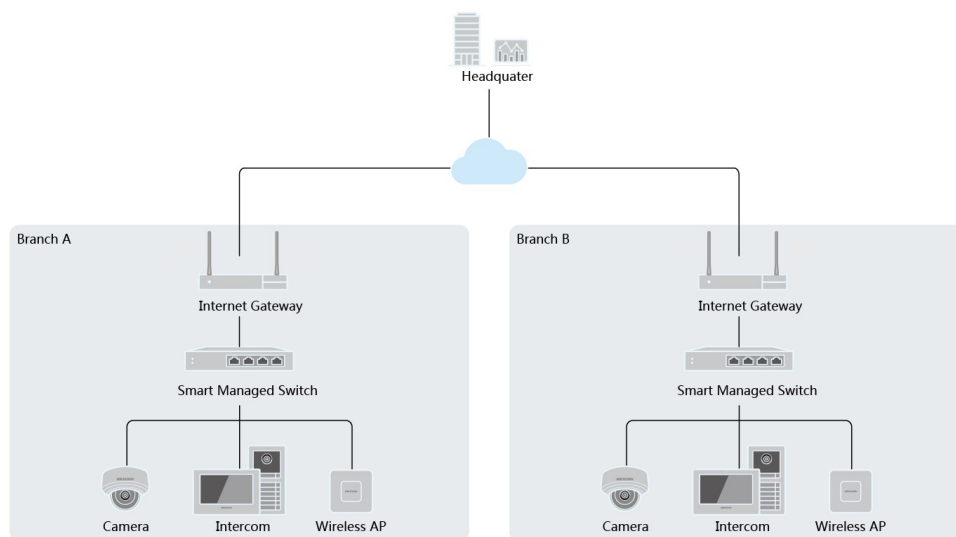 Headquater
Branch A
Branch B
Internet Gateway
Internet Gateway
Smart Managed Switch
Smart Managed Switch
Camera
Intercom
Wireless AP
Camera
Intercom
Wireless AP